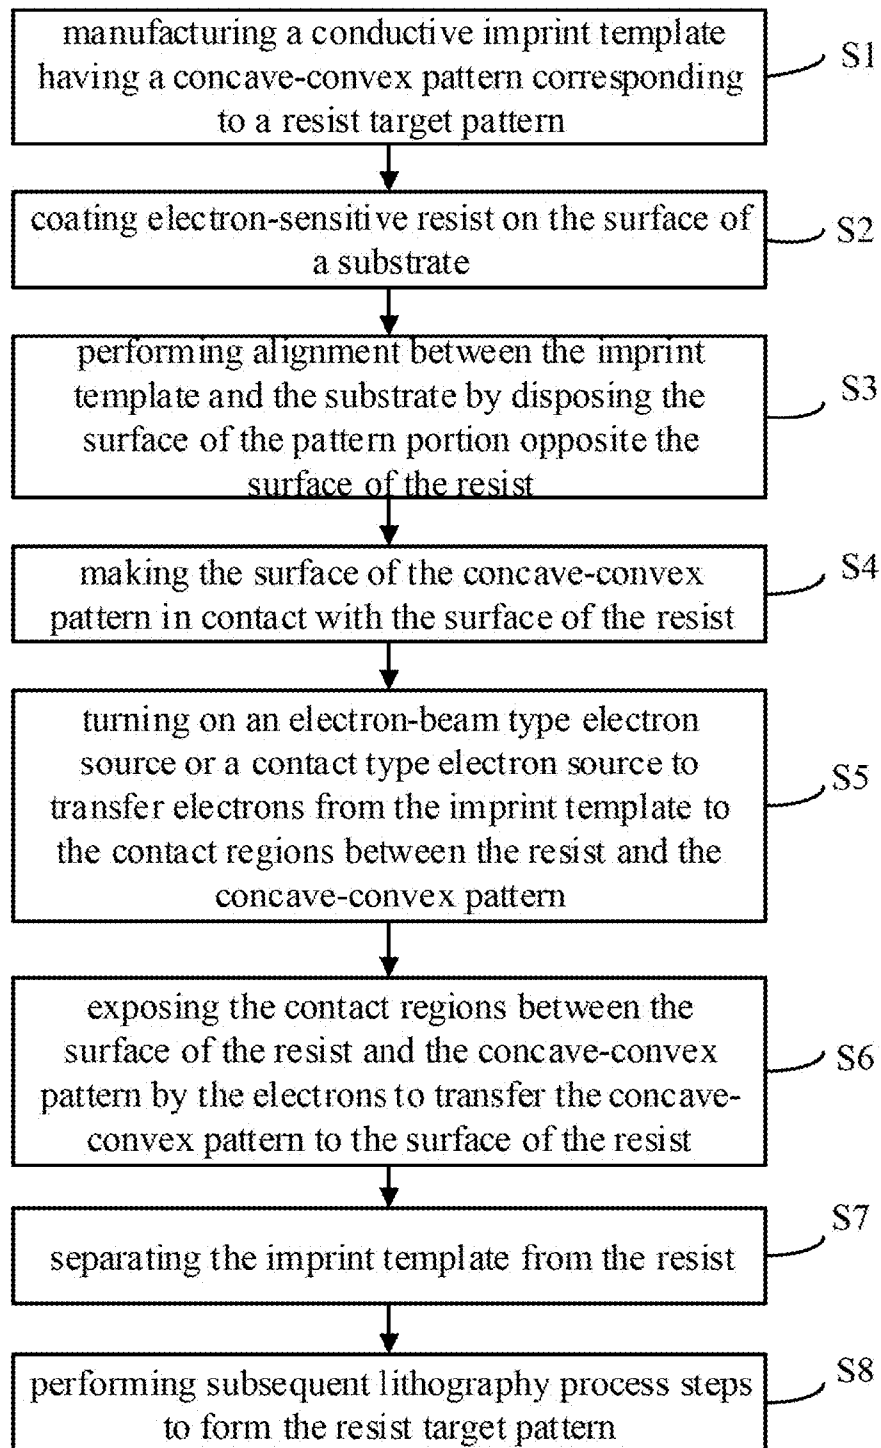 manufacturing a conductive imprint template
having a concave-convex pattern corresponding
to a resist target pattern
S1
coating electron-sensitive resist on the surface of
a substrate
S2
performing alignment between the imprint
template and the substrate by disposing the
surface of the pattern portion opposite the
surface of the resist
S3
making the surface of the concave-convex
pattern in contact with the surface of the resist
S4
turning on an electron-beam type electron
source or a contact type electron source to
transfer electrons from the imprint template to
the contact regions between the resist and the
concave-convex pattern
S5
exposing the contact regions between the
surface of the resist and the concave-convex
pattern by the electrons to transfer the concave-
convex pattern to the surface of the resist
S6
separating the imprint template from the resist
S7
performing subsequent lithography process steps
to form the resist target pattern
S8